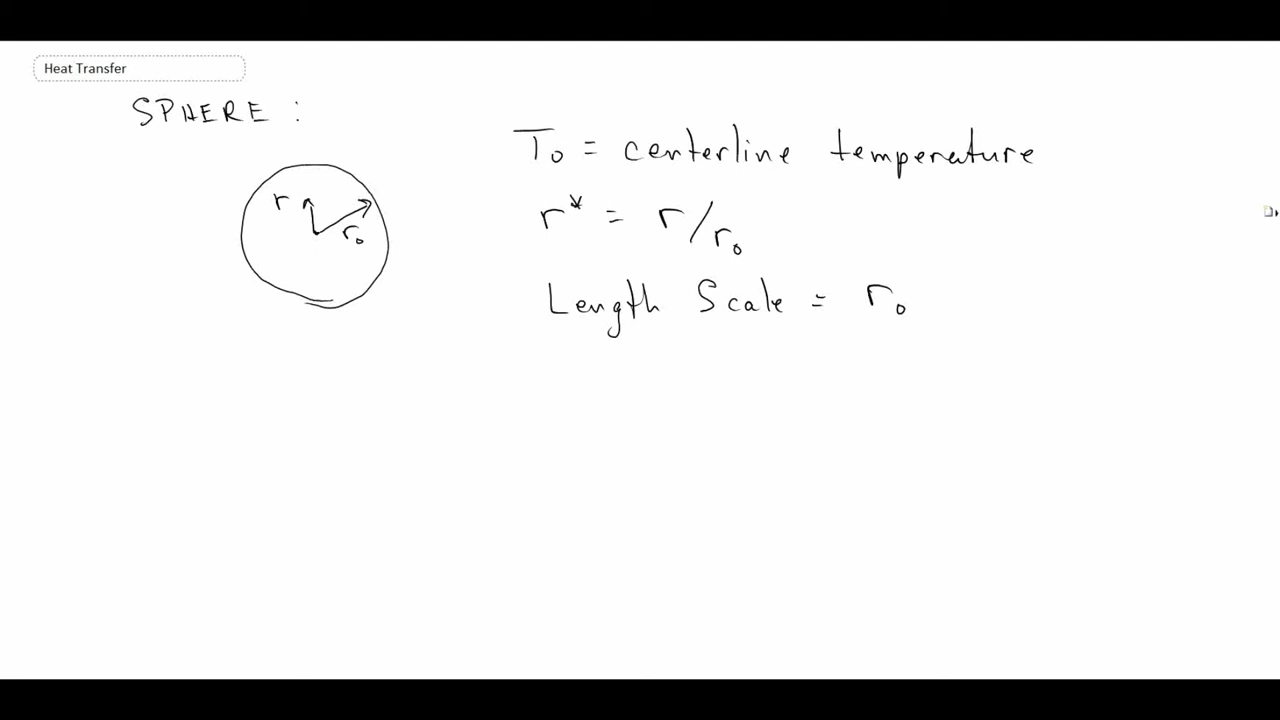 Heat Transfer
SPHERE :
T₀ = centerline temperature
r
r₀
r* = r/r₀
Length Scale = r₀